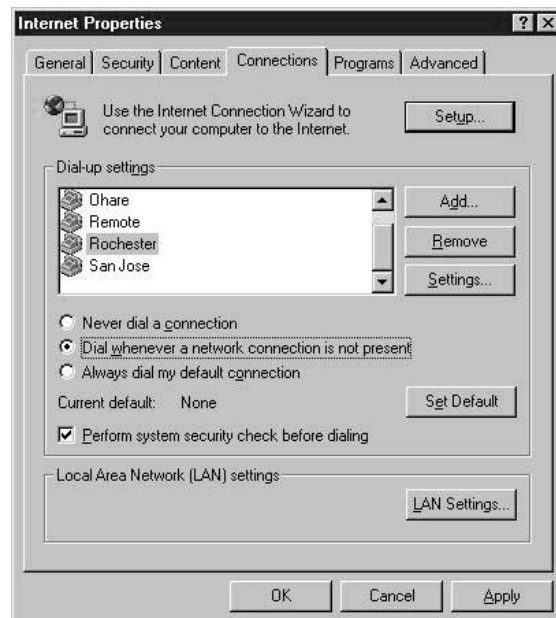 Internet Properties
General Security Content Connections Programs Advanced
Use the Internet Connection Wizard to
connect your computer to the Internet.
Setup...
Dial-up settings
Ohare
Remote
Rochester
San Jose
Add...
Remove
Settings...
Never dial a connection
Dial whenever a network connection is not present
Always dial my default connection
Current default: None
Set Default
Perform system security check before dialing
Local Area Network (LAN) settings
LAN Settings...
OK Cancel Apply